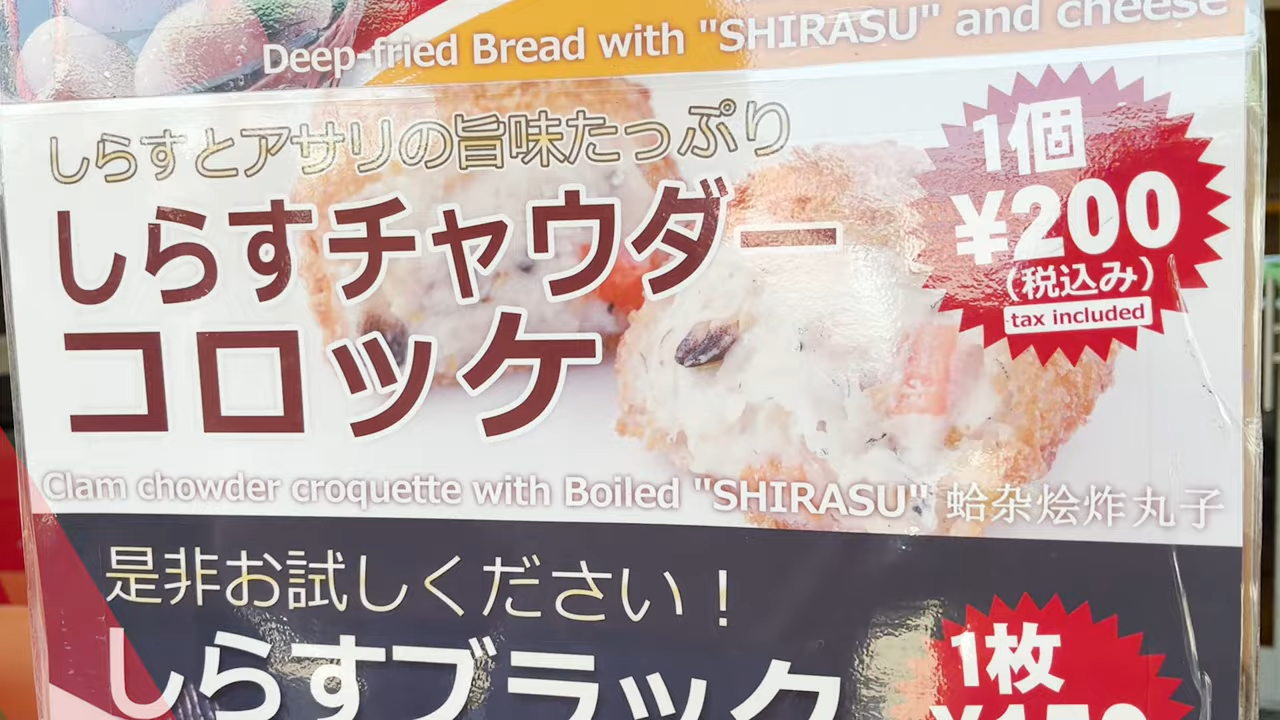 Deep-fried Bread with "SHIRASU" and cheese
しらすとアサリの旨味たっぷり
しらすチャウダー
コロッケ
1個
¥200
(税込み)
tax included
Clam chowder croquette with Boiled "SHIRASU" 蛤杂烩炸丸子
是非お試しください！
しらすブラック
1枚